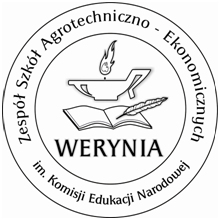 Zespół Szkół Agrotechniczno - Ekonomicznych
WERYNIA
im. Komisji Edukacji Narodowej